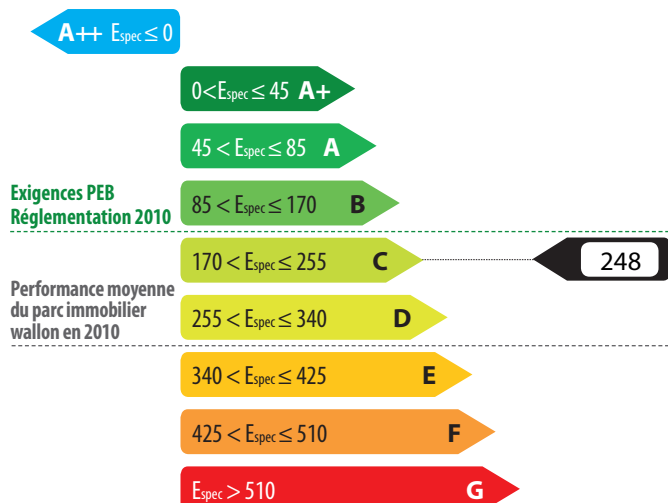 A++ Espec ≤ 0
0<Espec ≤ 45 A+
45 < Espec ≤ 85 A
Exigences PEB
Réglementation 2010
85 < Espec ≤ 170 B
170 < Espec ≤ 255 C
248
Performance moyenne
du parc immobilier
wallon en 2010
255 < Espec ≤ 340 D
340 < Espec ≤ 425 E
425 < Espec ≤ 510 F
Espec > 510 G